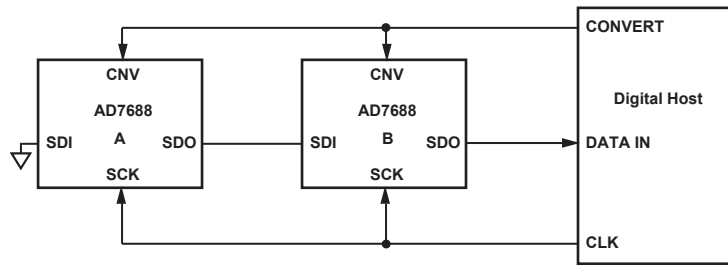 CONVERT
CNV
CNV
AD7688
AD7688
Digital Host
SDI
A
SDO
SDI
B
SDO
DATA IN
SCK
SCK
CLK